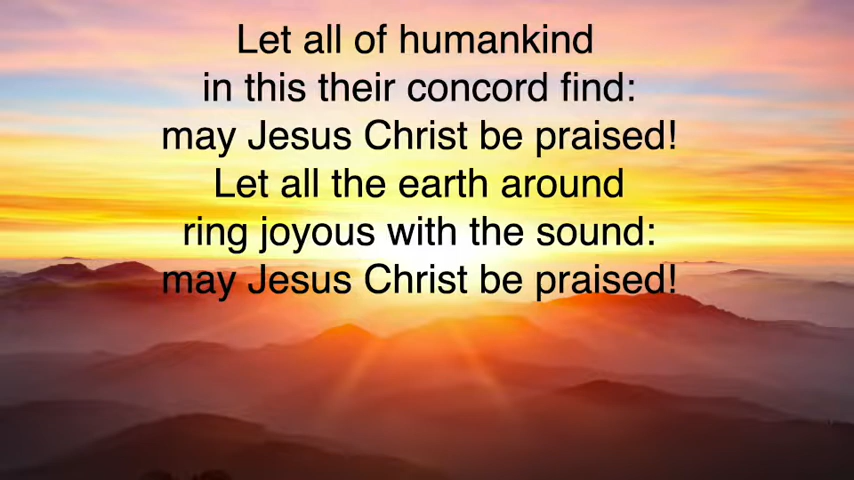 Let all of humankind
in this their concord find:
may Jesus Christ be praised!
Let all the earth around
ring joyous with the sound:
may Jesus Christ be praised!